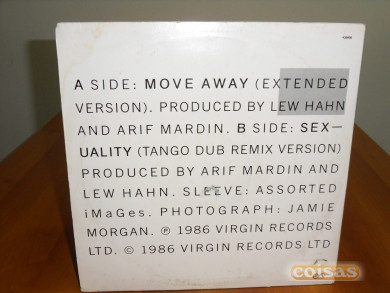 A SIDE: MOVE AWAY (EXTENDED
VERSION). PRODUCED BY LEW HAHN
AND ARIF MARDIN. B SIDE: SEX—
UALITY (TANGO DUB REMIX VERSION)
PRODUCED BY ARIF MARDIN AND
LEW HAHN. SLEEVE: ASSORTED
iMaGes. PHOTOGRAPH: JAMIE
MORGAN. ℗ 1986 VIRGIN RECORDS
LTD. © 1986 VIRGIN RECORDS LTD
coisas